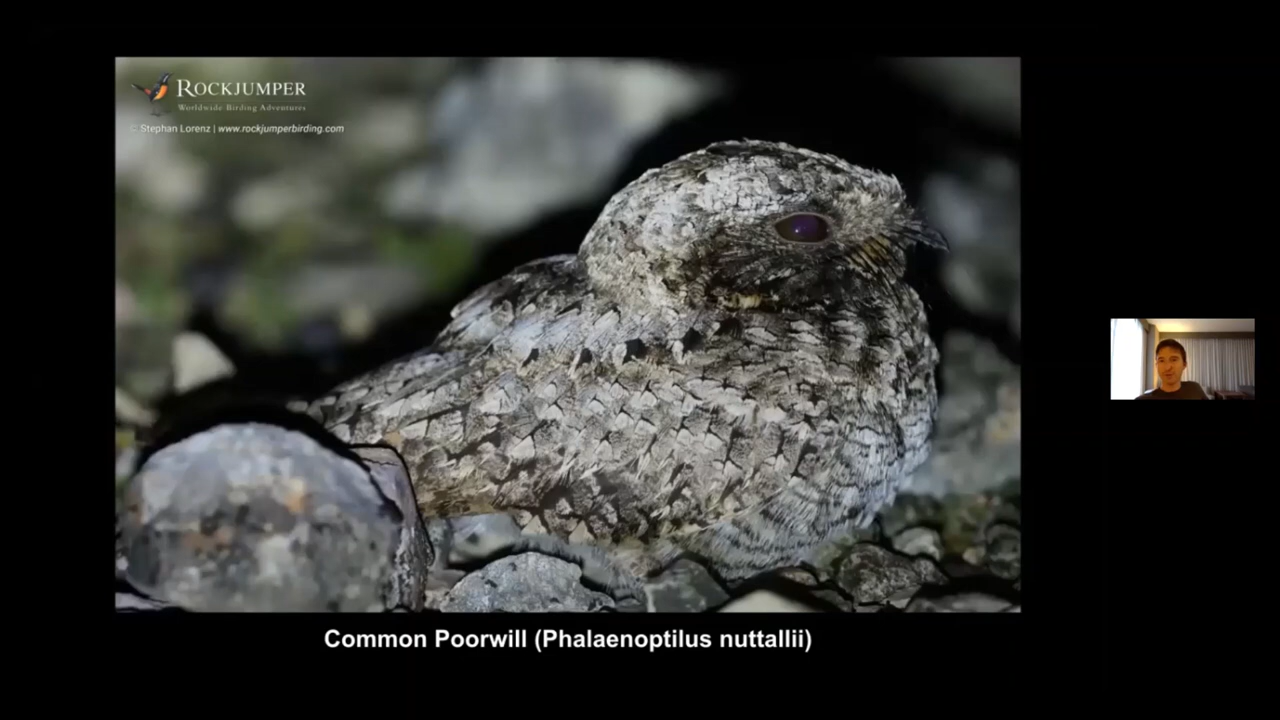 ROCKJUMPER
Worldwide Birding Adventures
© Stephan Lorenz | www.rockjumperbirding.com
Common Poorwill (Phalaenoptilus nuttallii)